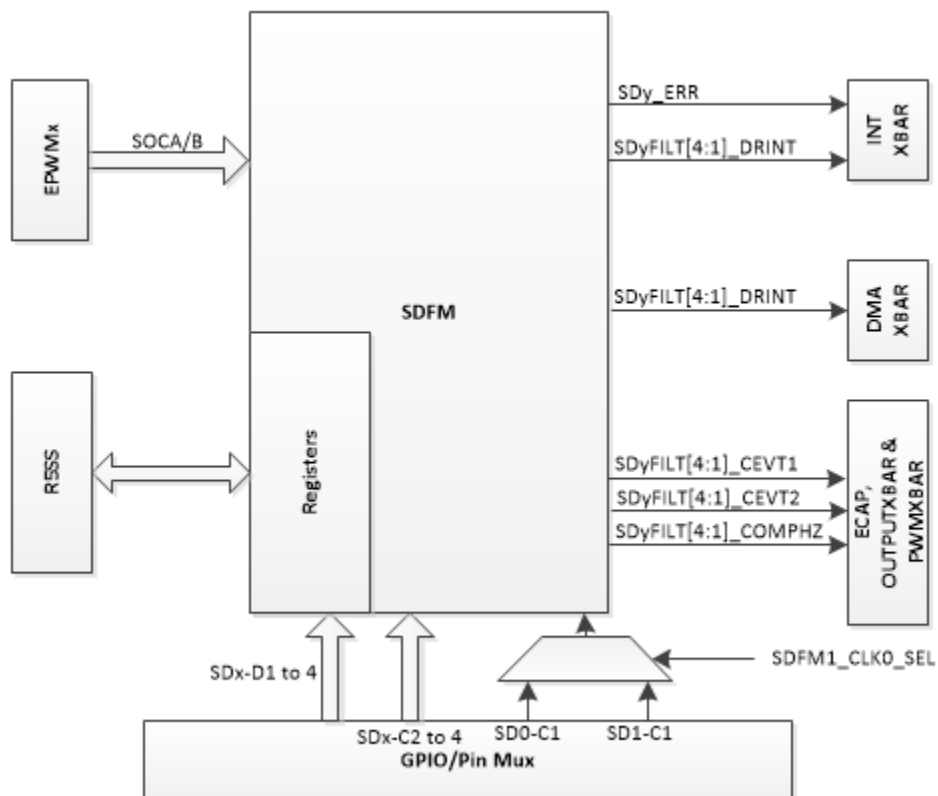 SDy_ERR
EPWMx
SOCA/B
INT
XBAR
SDyFILT[4:1]_DRINT
SDFM
SDyFILT[4:1]_DRINT
DMA
XBAR
R5SS
Registers
SDyFILT[4:1]_CEVT1
SDyFILT[4:1]_CEVT2
SDyFILT[4:1]_COMPHZ
ECAP,
OUTPUTXBAR &
PWMXBAR
SDx-D1 to 4
SDFM1_CLK0_SEL
SDx-C2 to 4
SD0-C1
SD1-C1
GPIO/Pin Mux